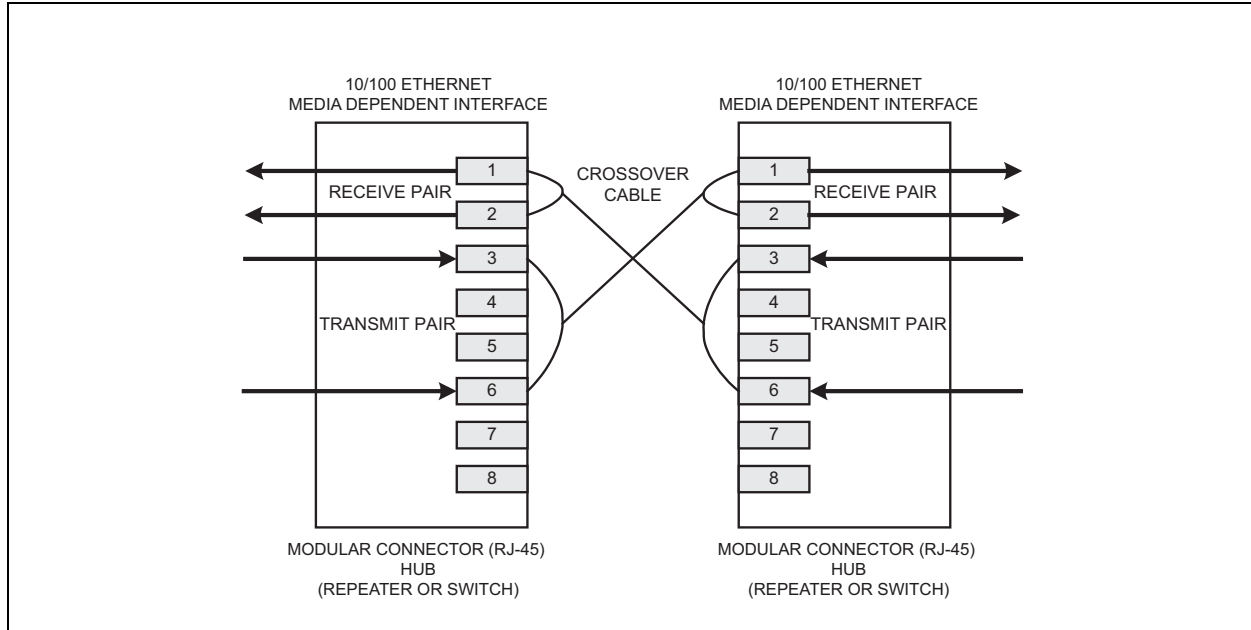 10/100 ETHERNET
MEDIA DEPENDENT INTERFACE
10/100 ETHERNET
MEDIA DEPENDENT INTERFACE
1
RECEIVE PAIR
2
3
4
TRANSMIT PAIR
5
6
7
8
CROSSOVER
CABLE
1
RECEIVE PAIR
2
3
4
TRANSMIT PAIR
5
6
7
8
MODULAR CONNECTOR (RJ-45)
HUB
(REPEATER OR SWITCH)
MODULAR CONNECTOR (RJ-45)
HUB
(REPEATER OR SWITCH)